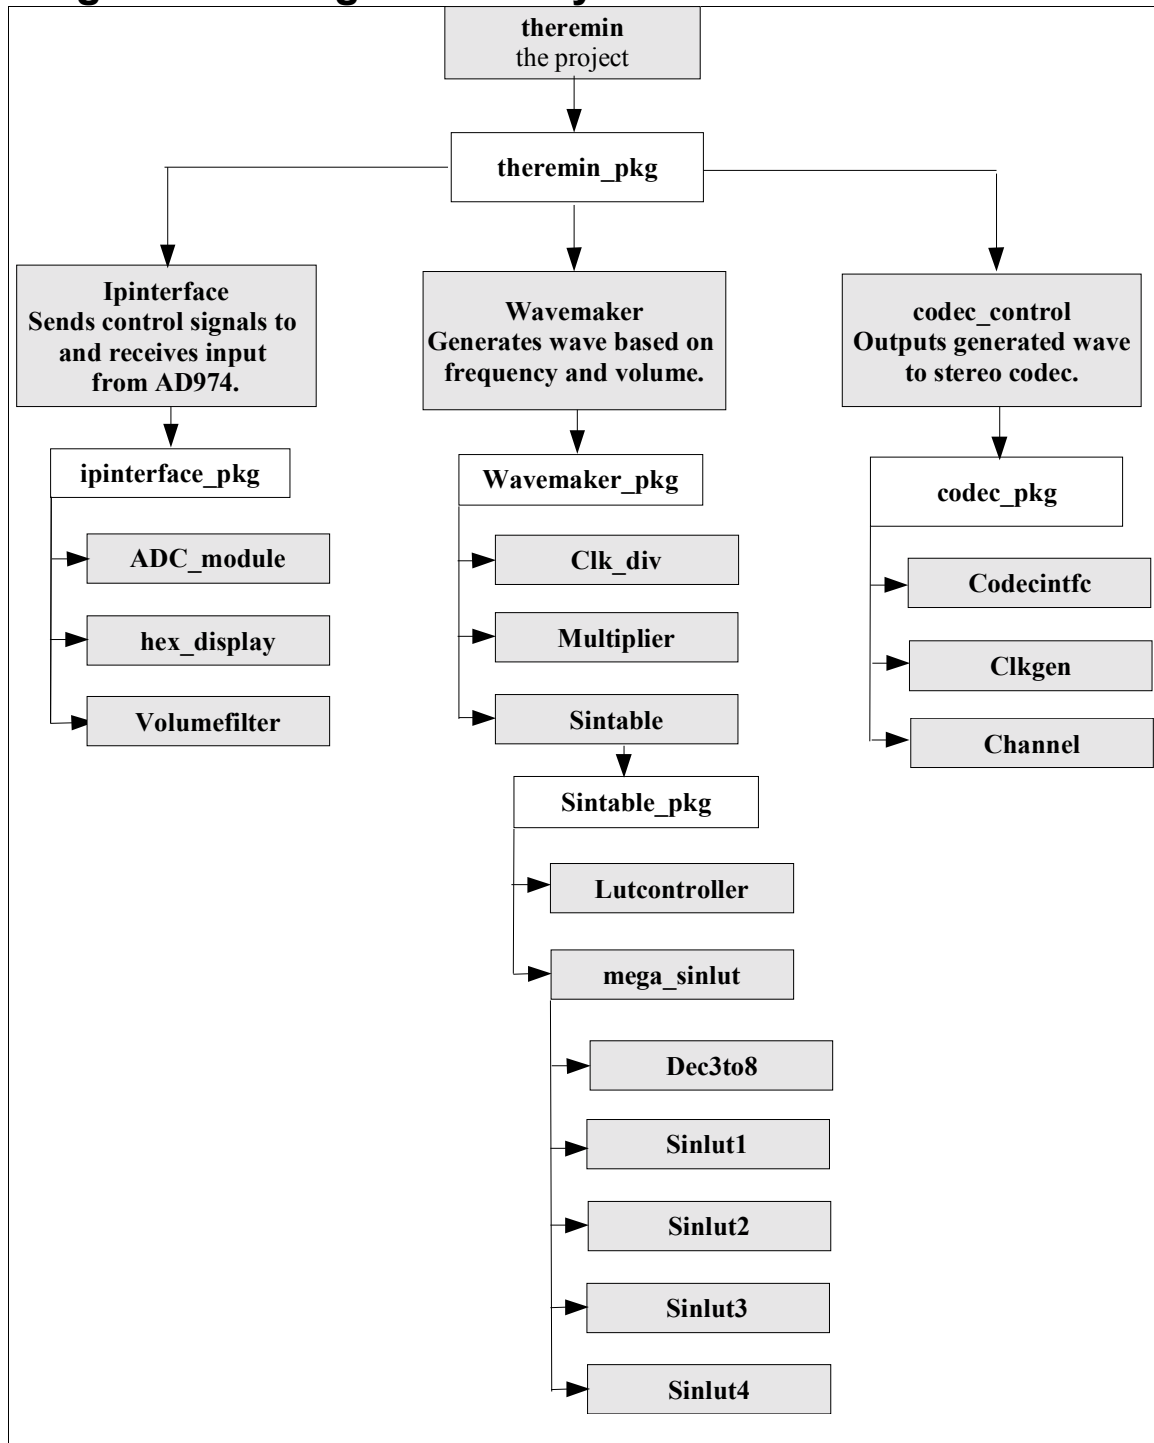 theremin
the project
theremin_pkg
Ipinterface
Sends control signals to
and receives input
from AD974.
Wavemaker
Generates wave based on
frequency and volume.
codec_control
Outputs generated wave
to stereo codec.
ipinterface_pkg
ADC_module
hex_display
Volumefilter
Wavemaker_pkg
Clk_div
Multiplier
Sintable
Sintable_pkg
Lutcontroller
mega_sinlut
Dec3to8
Sinlut1
Sinlut2
Sinlut3
Sinlut4
codec_pkg
Codecintfc
Clkgen
Channel